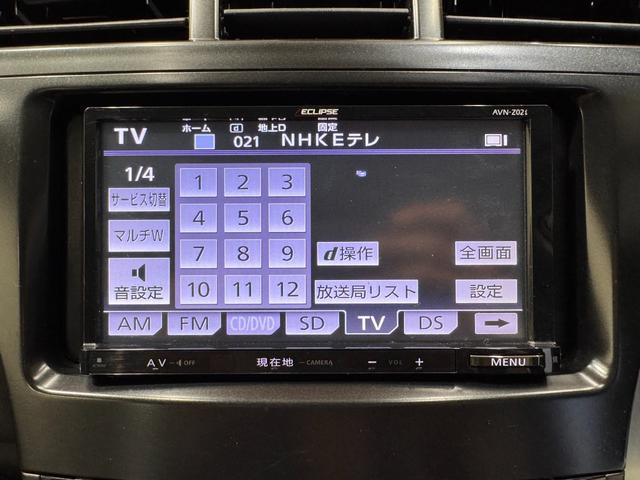 ECLIPSE
TV ホーム d 地上D 固定
021 NHKEテレ
1/4
サービス切替
マルチW
音設定
1 2 3
4 5 6
7 8 9
10 11 12
d操作
全画面
放送局リスト
設定
AM FM CD/DVD SD TV DS
AV OFF 現在地 CAMERA − VOL + MENU